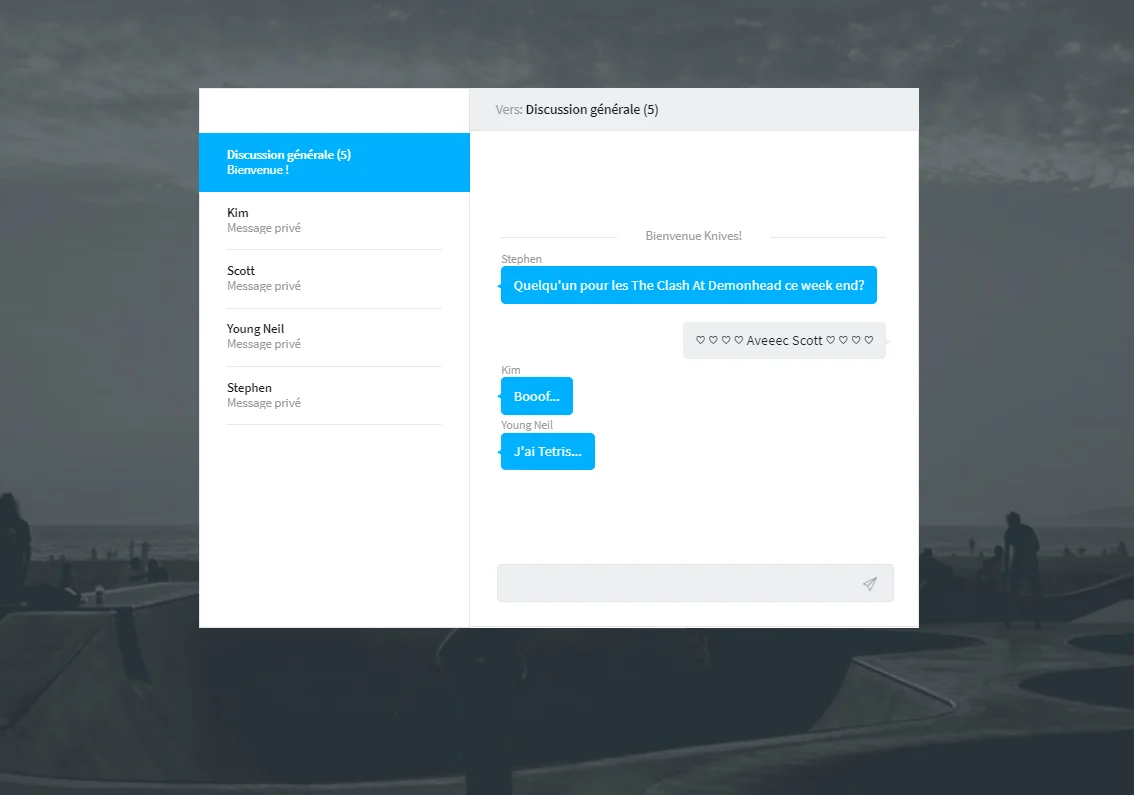 Discussion générale (5)
Bienvenue !
Kim
Message privé
Scott
Message privé
Young Neil
Message privé
Stephen
Message privé
Vers: Discussion générale (5)
Bienvenue Knives!
Stephen
Quelqu'un pour les The Clash At Demonhead ce week end?
♡ ♡ ♡ ♡ Aveeec Scott ♡ ♡ ♡ ♡
Kim
Booof...
Young Neil
J'ai Tetris...